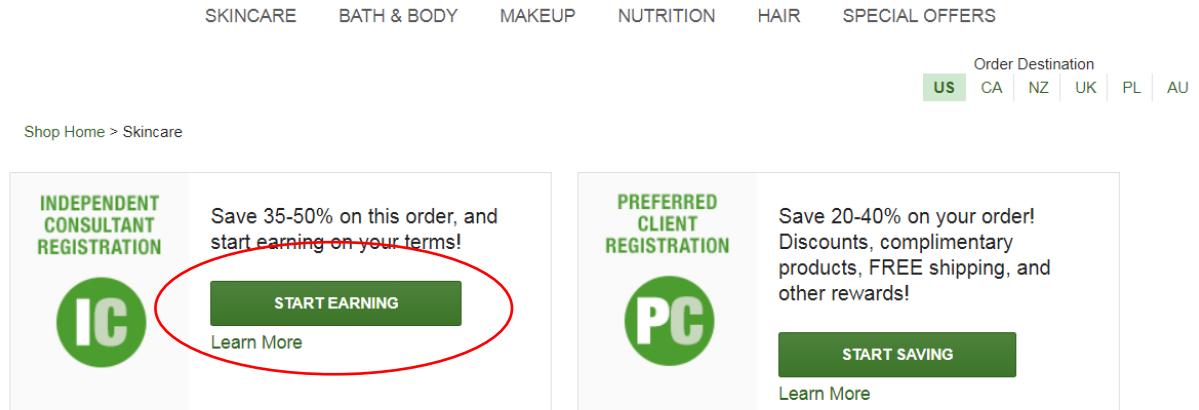 SKINCARE BATH & BODY MAKEUP NUTRITION HAIR SPECIAL OFFERS
Order Destination
US CA NZ UK PL AU
Shop Home > Skincare
INDEPENDENT
CONSULTANT
REGISTRATION
IC
Save 35-50% on this order, and
start earning on your terms!
START EARNING
Learn More
PREFERRED
CLIENT
REGISTRATION
PC
Save 20-40% on your order!
Discounts, complimentary
products, FREE shipping, and
other rewards!
START SAVING
Learn More